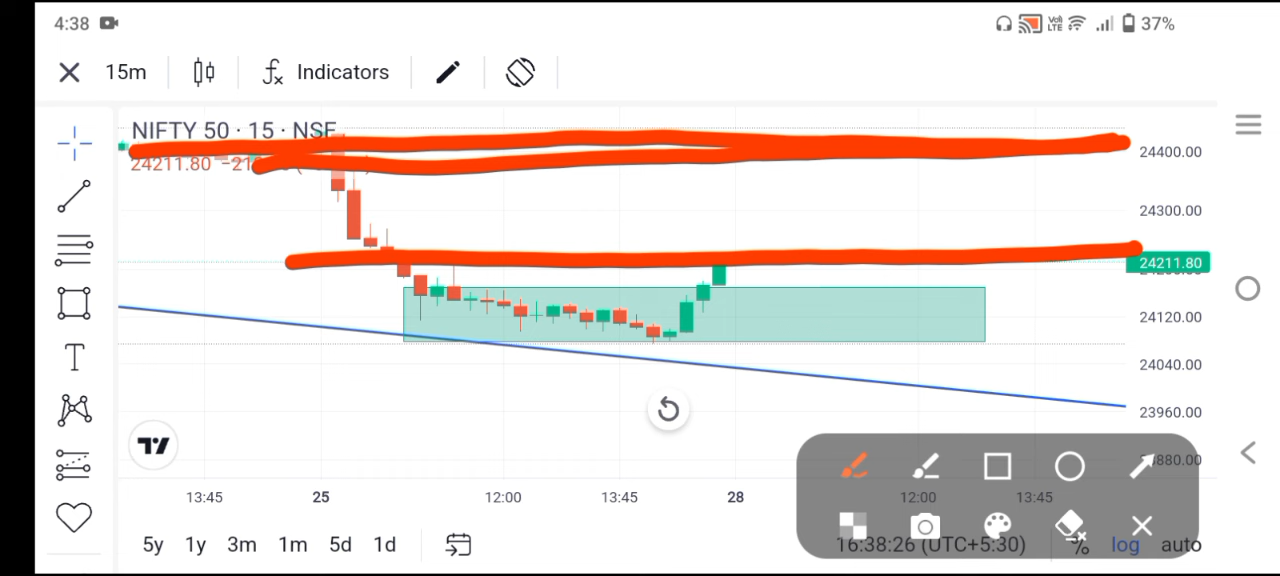 4:38 Vo) LTE 37%
15m Indicators
NIFTY 50 · 15 · NSE
24211.80
24400.00
24300.00
24211.80
24120.00
24040.00
23960.00
13:45 25 12:00 13:45 28 12:00 13:45
5y 1y 3m 1m 5d 1d 16:38:26 (UTC+5:30) % log auto